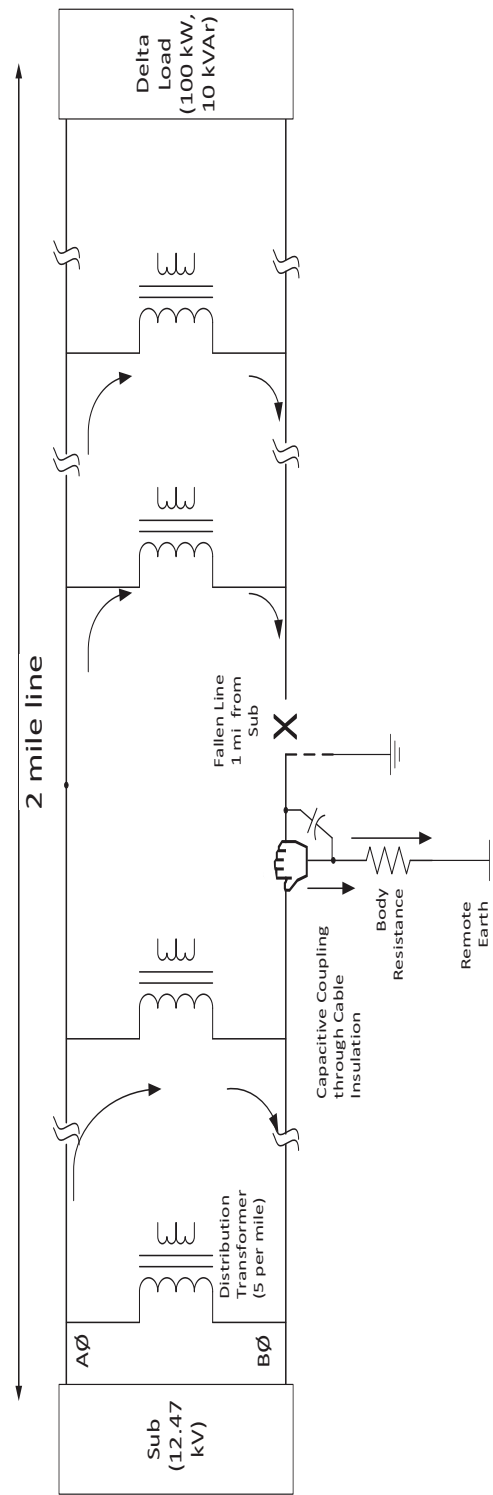 2 mile line
Sub
(12.47
kV)
AØ
BØ
Distribution
Transformer
(5 per mile)
Capacitive Coupling
through Cable
Insulation
Body
Resistance
Remote
Earth
Fallen Line
1 mi from
Sub
X
Delta
Load
(100 kW,
10 kVAr)